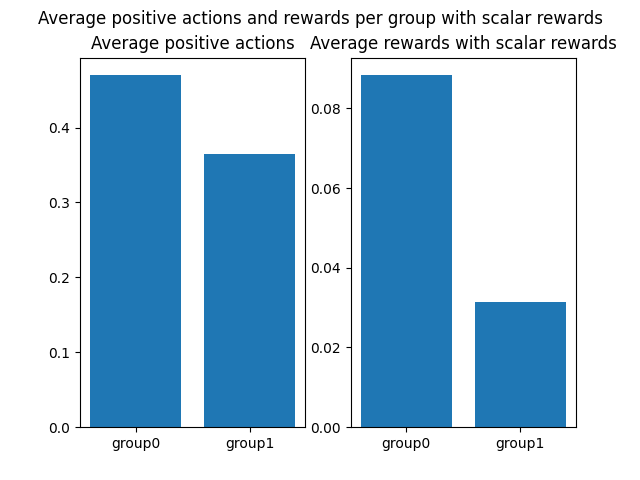 Average positive actions and rewards per group with scalar rewards
Average positive actions
0.4
0.3
0.2
0.1
0.0
group0 group1
Average rewards with scalar rewards
0.08
0.06
0.04
0.02
0.00
group0 group1